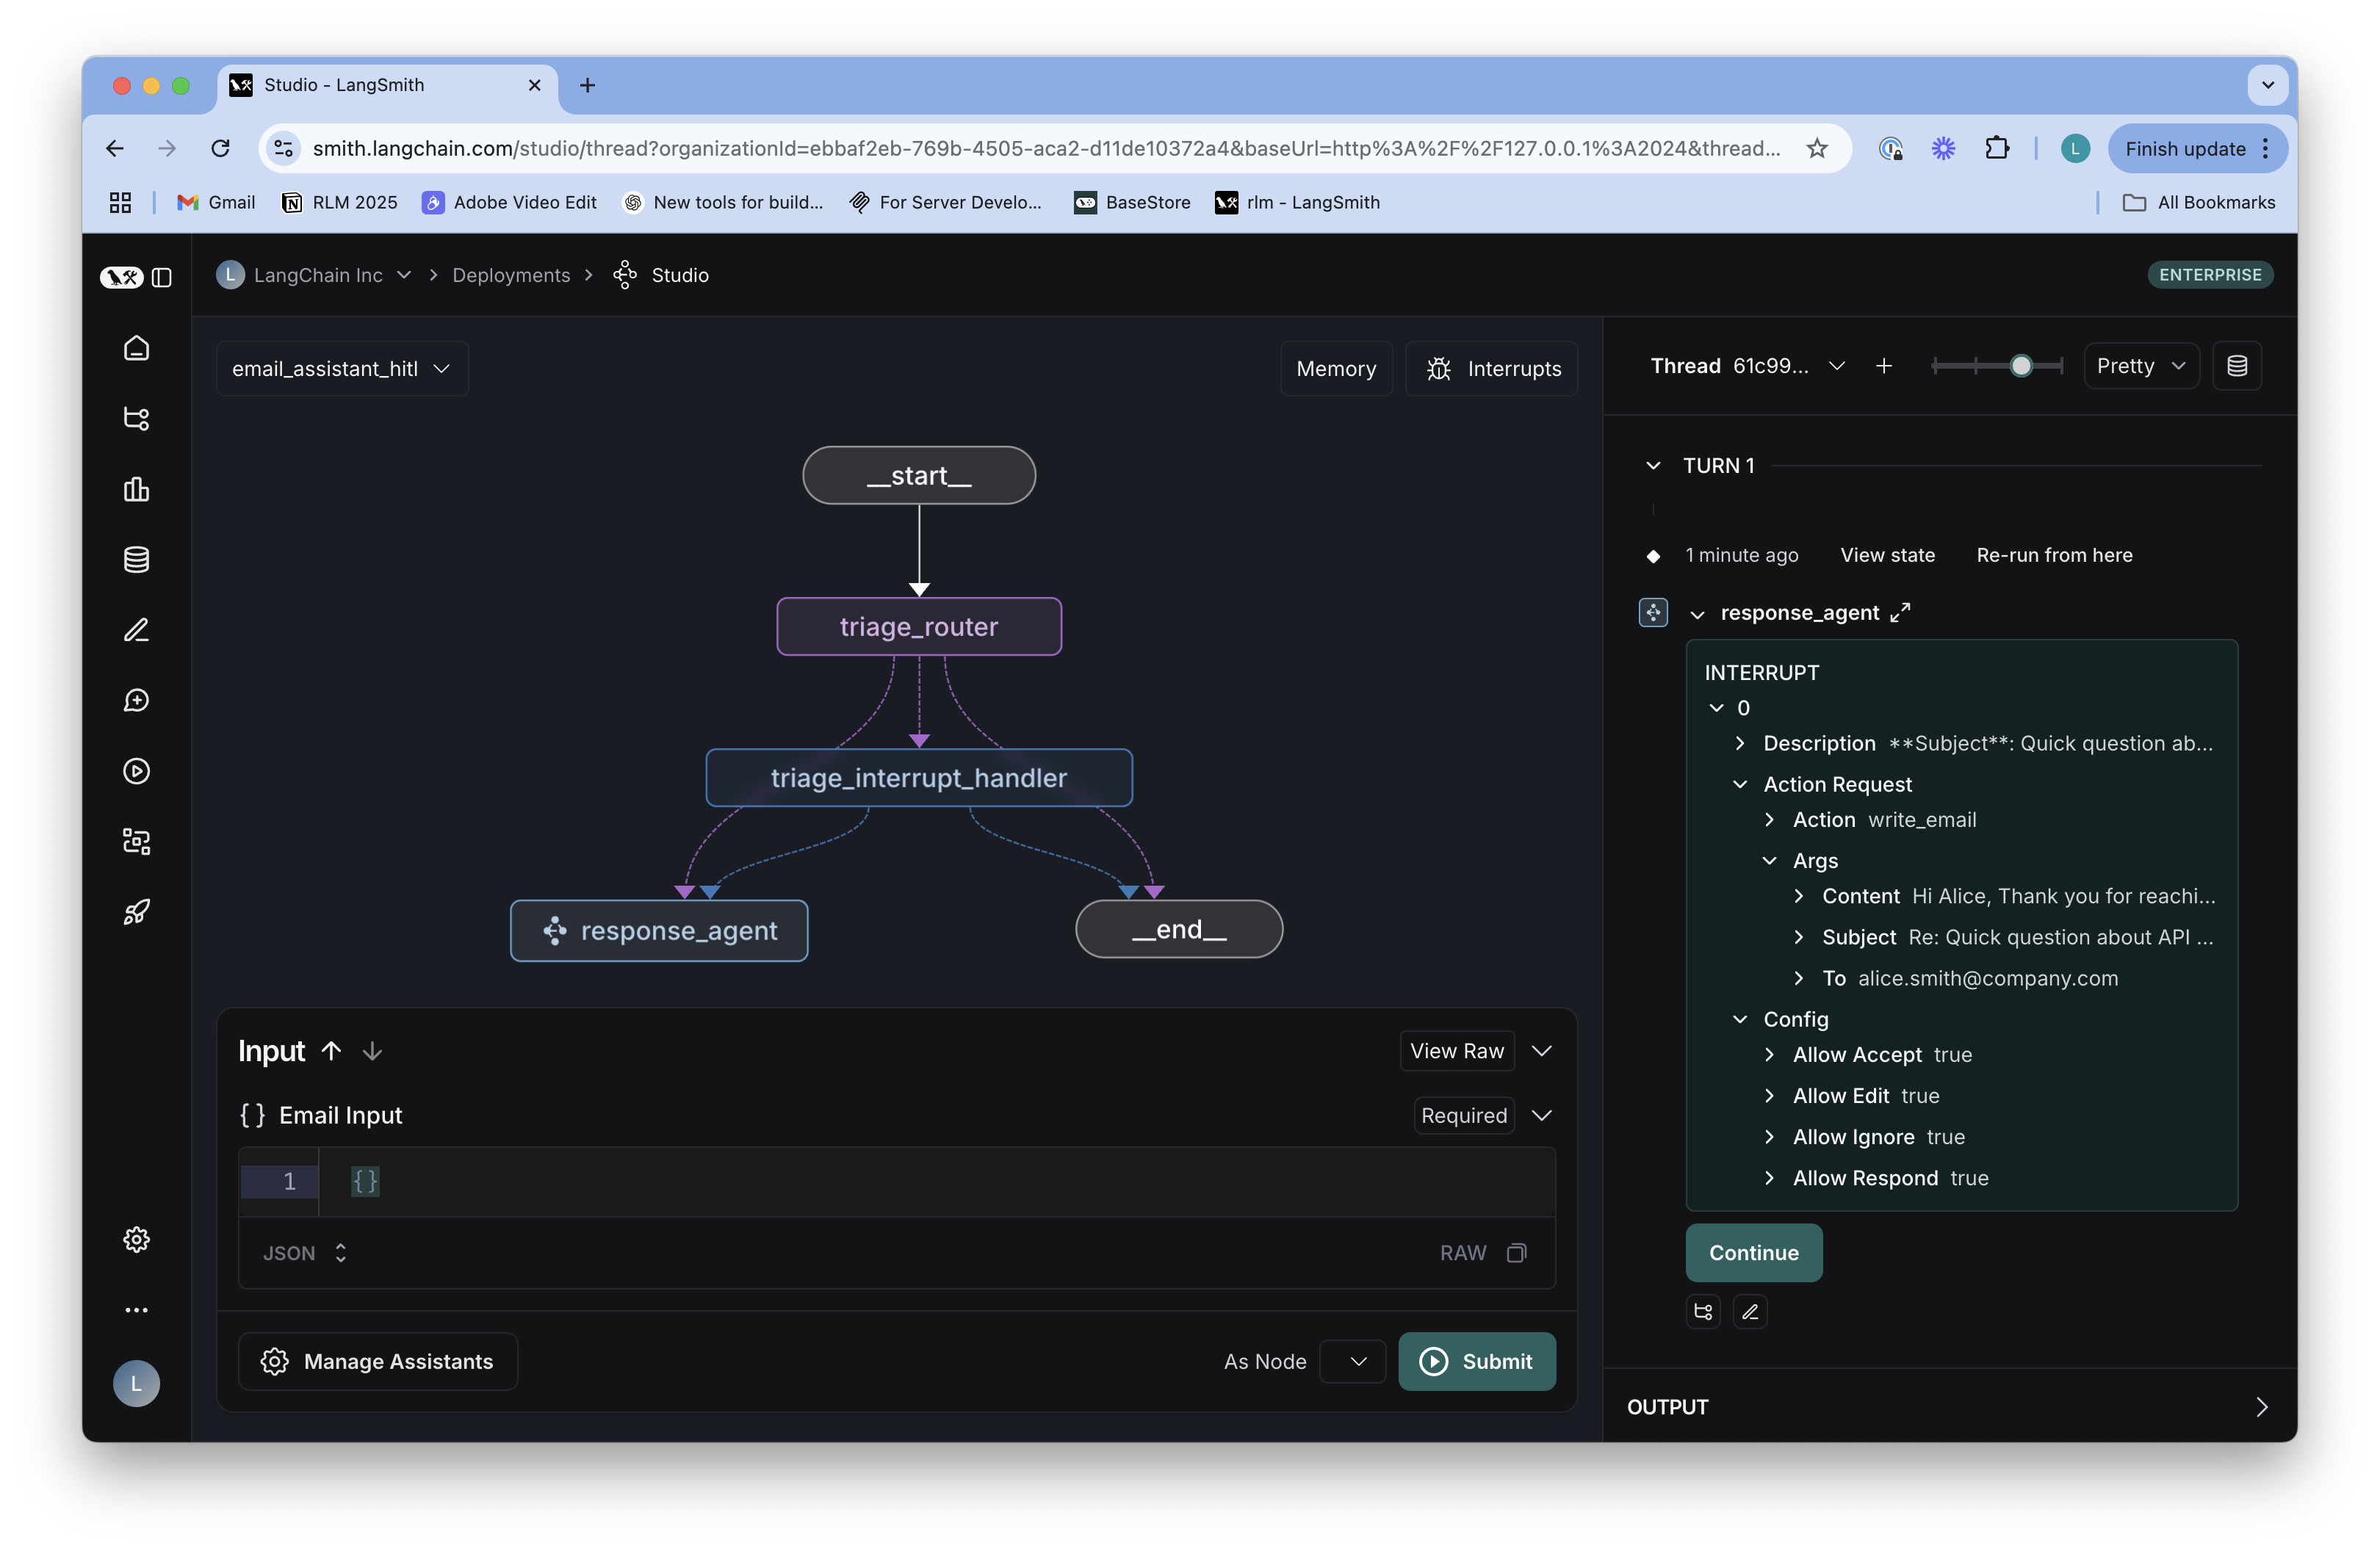 Studio - LangSmith
smith.langchain.com/studio/thread?organizationId=ebbaf2eb-769b-4505-aca2-d11de10372a4&baseUrl=http%3A%2F%2F127.0.0.1%3A2024&thread...
L
Finish update
Gmail
RLM 2025
Adobe Video Edit
New tools for build...
For Server Develo...
BaseStore
rlm - LangSmith
All Bookmarks
L LangChain Inc
Deployments
Studio
ENTERPRISE
email_assistant_hitl
Memory
Interrupts
__start__
triage_router
triage_interrupt_handler
response_agent
__end__
Input
View Raw
{} Email Input
Required
1 {}
JSON
RAW
Manage Assistants
As Node
Submit
L
Thread 61c99...
Pretty
TURN 1
1 minute ago View state Re-run from here
response_agent
INTERRUPT
0
Description **Subject**: Quick question ab...
Action Request
Action write_email
Args
Content Hi Alice, Thank you for reachi...
Subject Re: Quick question about API ...
To alice.smith@company.com
Config
Allow Accept true
Allow Edit true
Allow Ignore true
Allow Respond true
Continue
OUTPUT